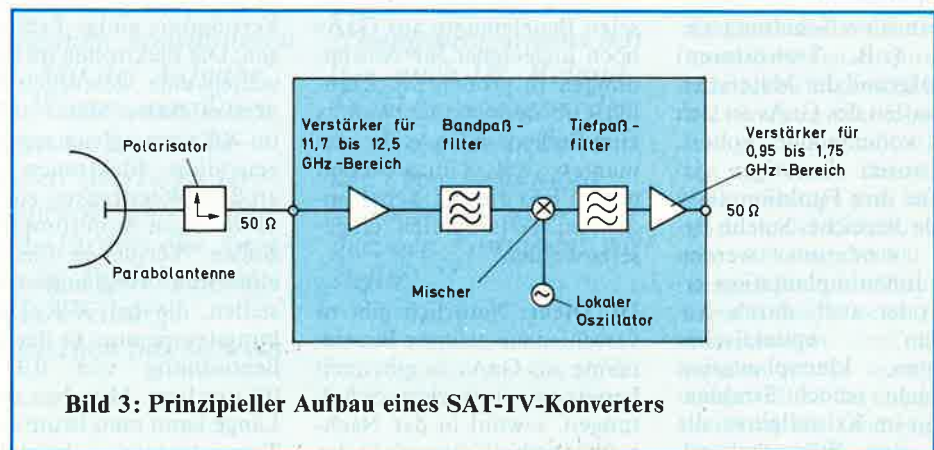 Polarisator
50 Ω
Parabolantenne
Verstärker für
11,7 bis 12,5
GHz-Bereich
Bandpaß-
filter
Mischer
Lokaler
Oszillator
Tiefpaß-
filter
Verstärker für
0,95 bis 1,75
GHz-Bereich
50 Ω
Bild 3: Prinzipieller Aufbau eines SAT-TV-Konverters